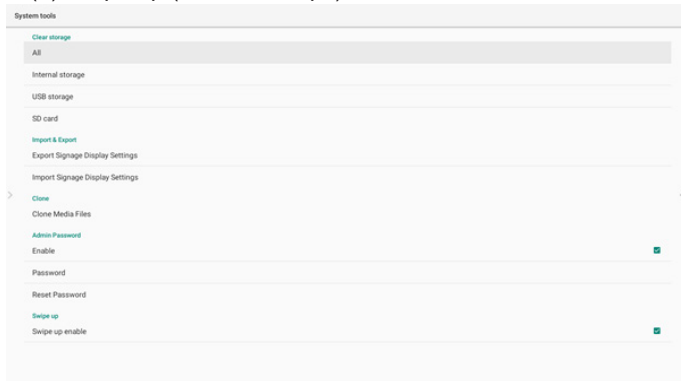 System tools
Clear storage
All
Internal storage
USB storage
SD card
Import & Export
Export Signage Display Settings
Import Signage Display Settings
Clone
Clone Media Files
Admin Password
Enable
Password
Reset Password
Swipe up
Swipe up enable